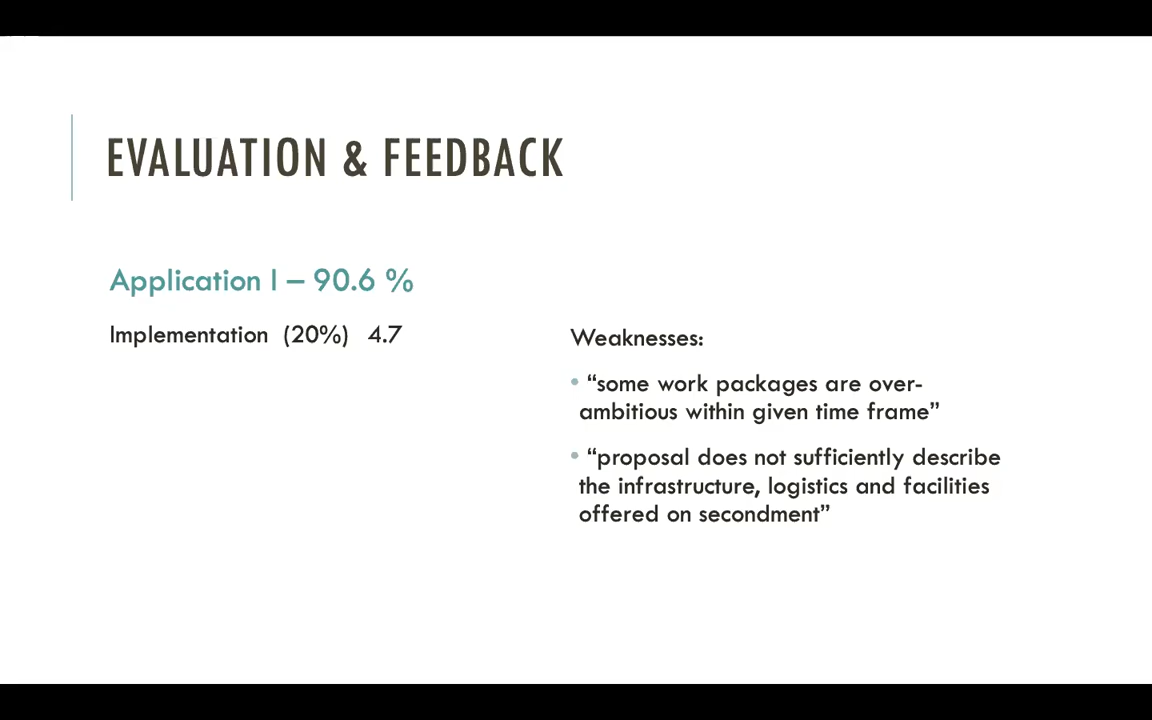 EVALUATION & FEEDBACK
Application I – 90.6 %
Implementation (20%) 4.7
Weaknesses:
• “some work packages are over-
ambitious within given time frame”
• “proposal does not sufficiently describe
the infrastructure, logistics and facilities
offered on secondment”